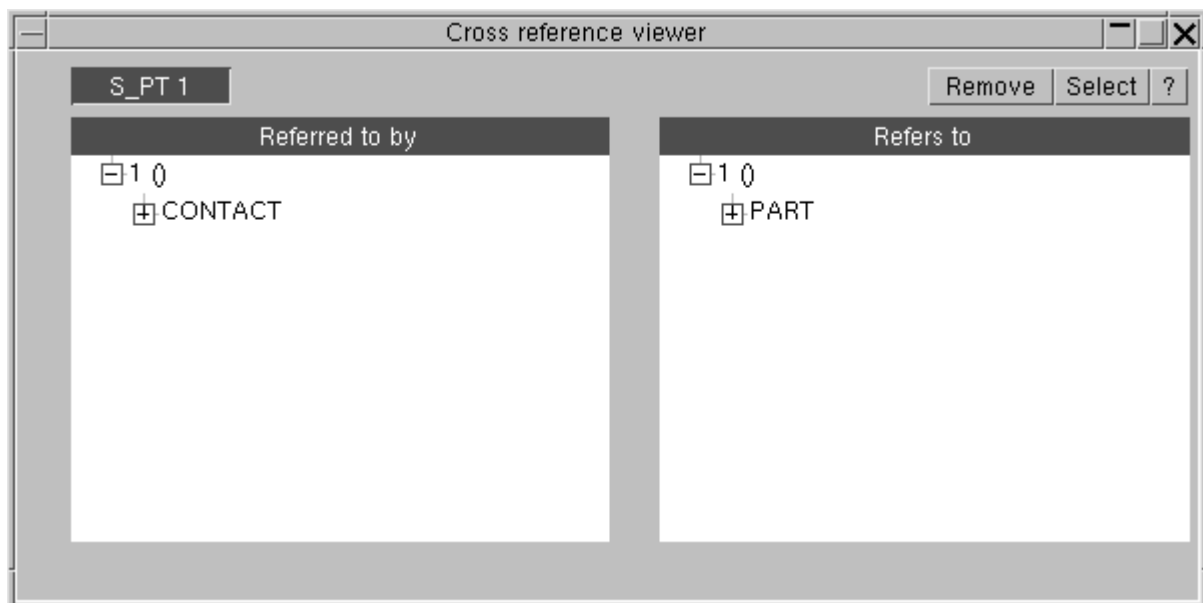 Cross reference viewer
S_PT 1
Remove Select ?
Referred to by
Refers to
1 ()
CONTACT
1 ()
PART